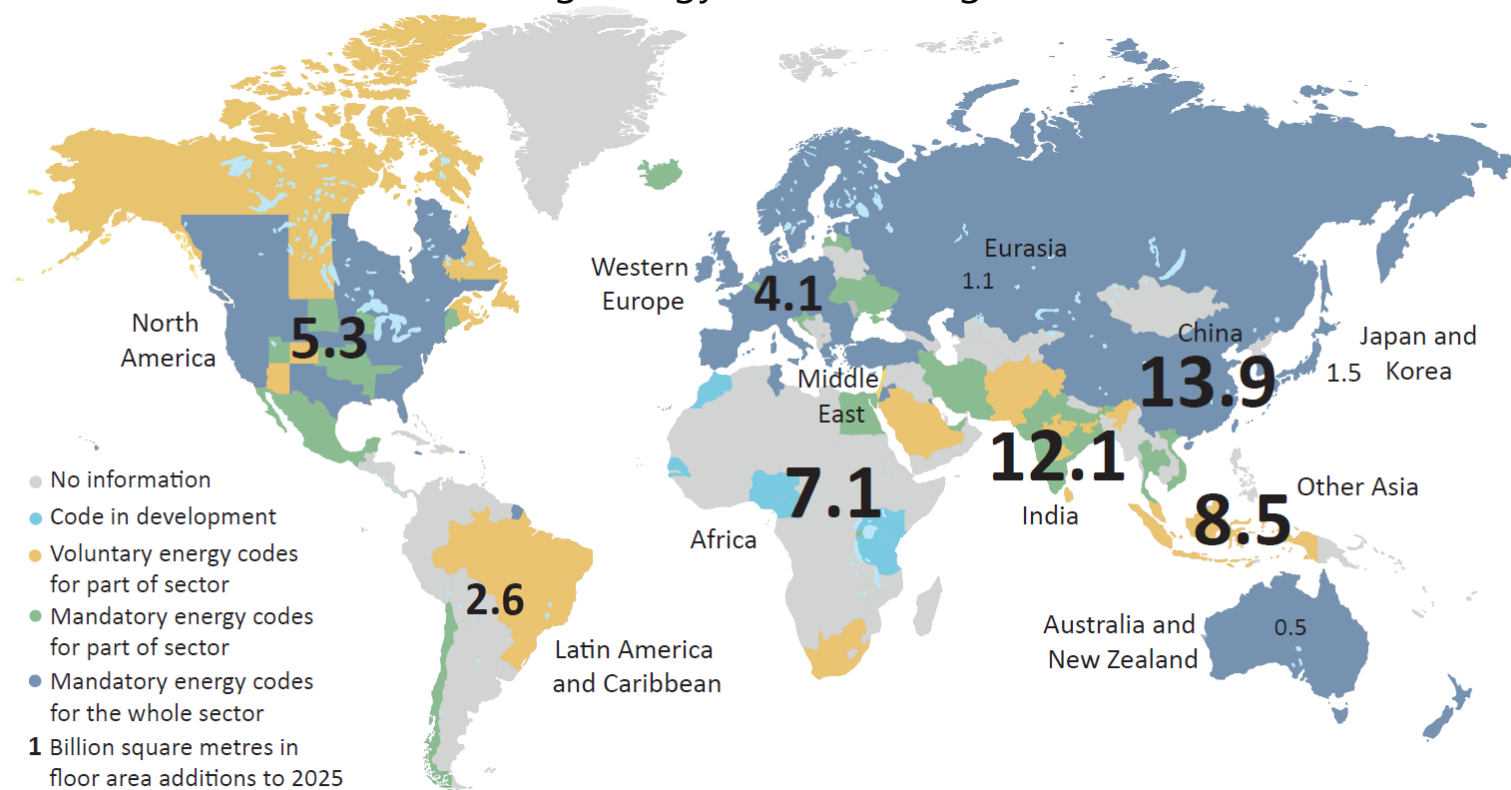 North
America
5.3
Western
Europe
4.1
Eurasia
1.1
China
13.9
Japan and
Korea
1.5
Middle
East
12.1
India
7.1
Africa
8.5
Other Asia
2.6
Latin America
and Caribbean
Australia and
New Zealand
0.5
No information
Code in development
Voluntary energy codes
for part of sector
Mandatory energy codes
for part of sector
Mandatory energy codes
for the whole sector
1 Billion square metres in
floor area additions to 2025